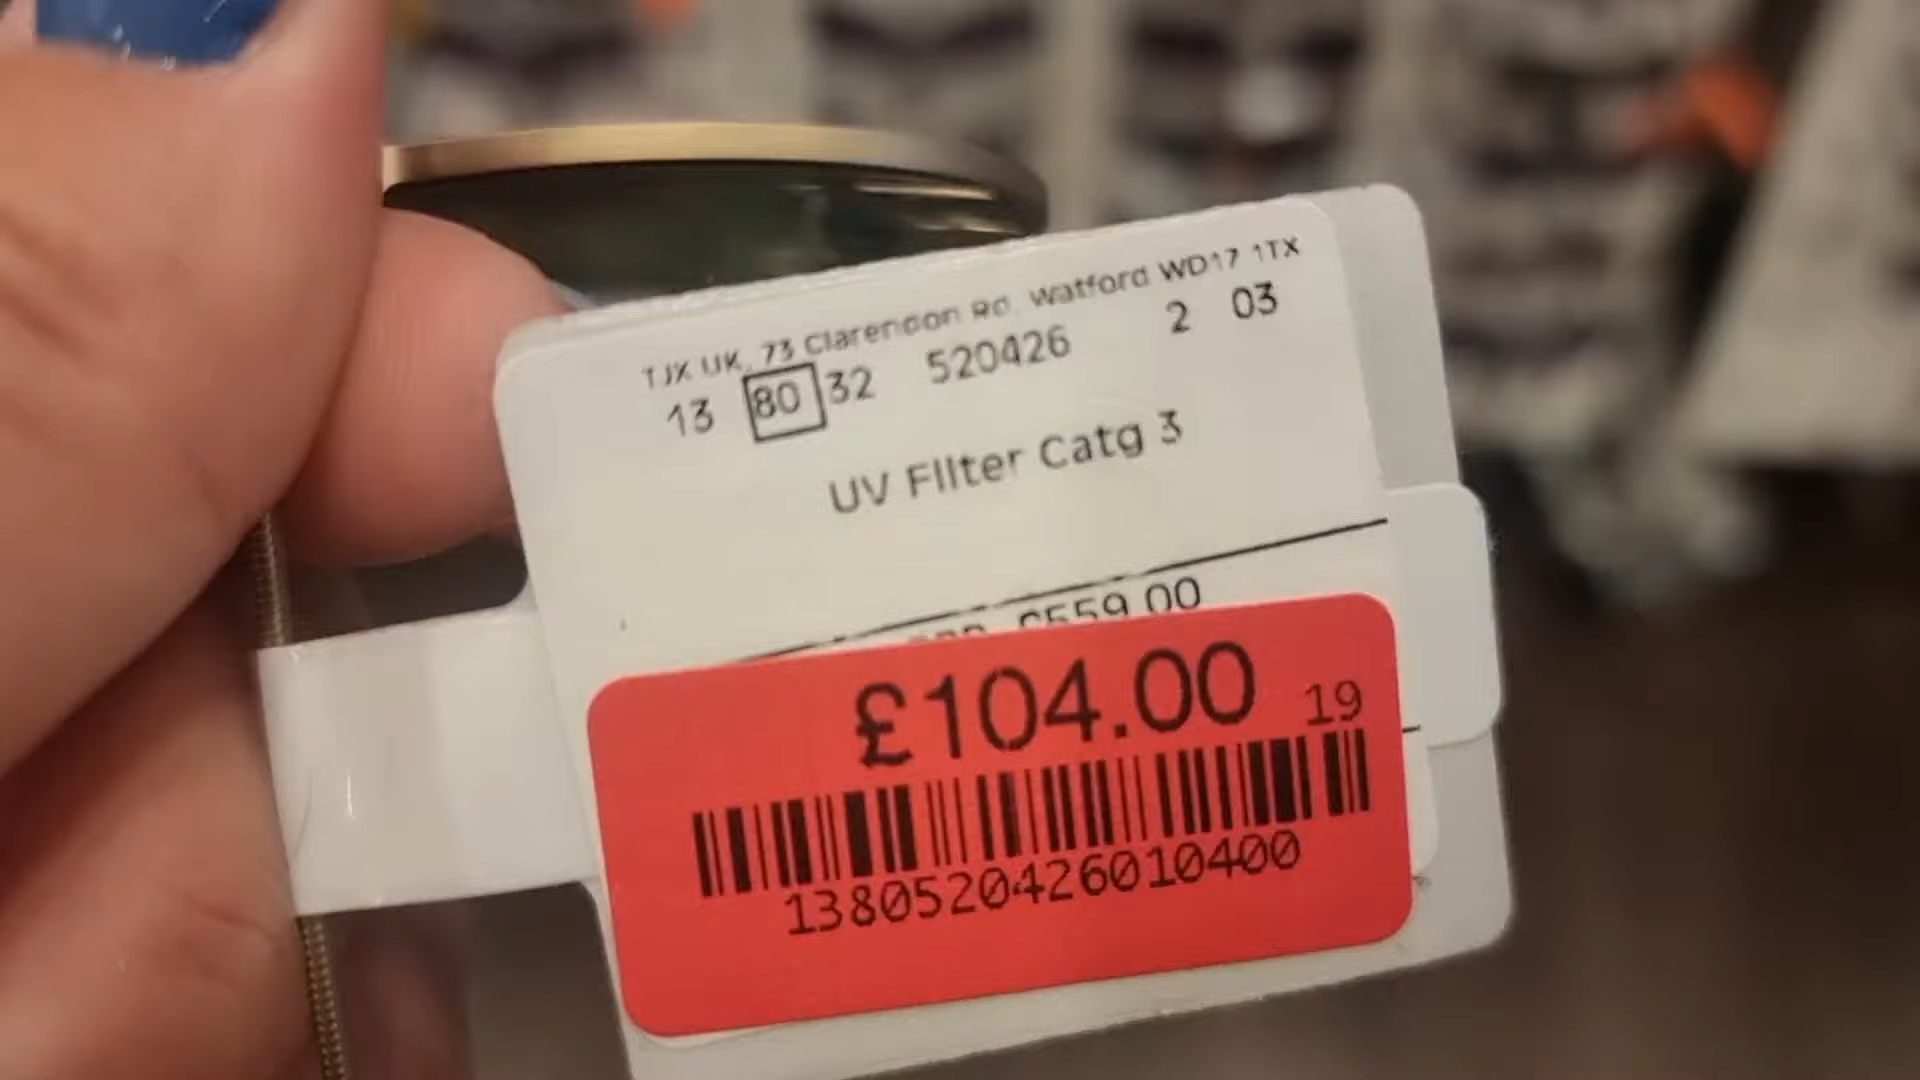 TJX UK, 73 Clarendon Rd, Watford WD17 1TX
13 80 32 520426 2 03
UV Filter Catg 3
£559.00
£104.00 19
1380520426010400